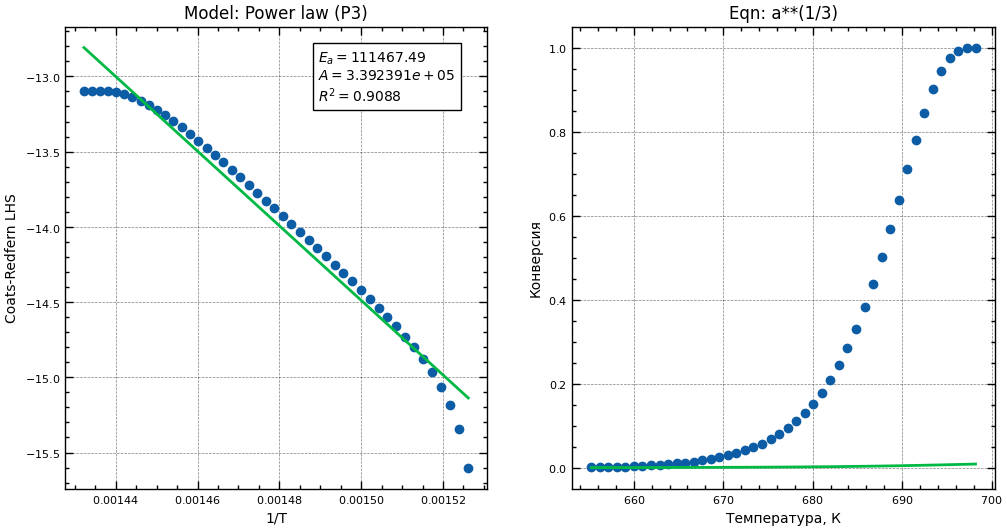 Model: Power law (P3)
Eqn: a**(1/3)
E_a = 111467.49
A = 3.392391e + 05
R^2 = 0.9088
−13.0
−13.5
−14.0
−14.5
−15.0
−15.5
Coats-Redfern LHS
0.00144 0.00146 0.00148 0.00150 0.00152
1/T
1.0
0.8
0.6
0.4
0.2
0.0
Конверсия
660 670 680 690 700
Температура, К